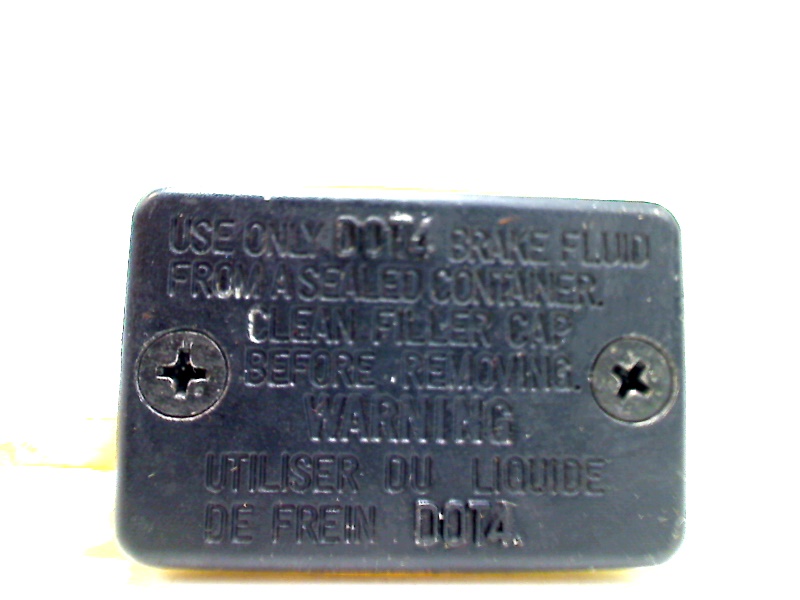 USE ONLY DOT4 BRAKE FLUID
FROM A SEALED CONTAINER.
CLEAN FILLER CAP
BEFORE REMOVING.
WARNING
UTILISER DU LIQUIDE
DE FREIN DOT4.